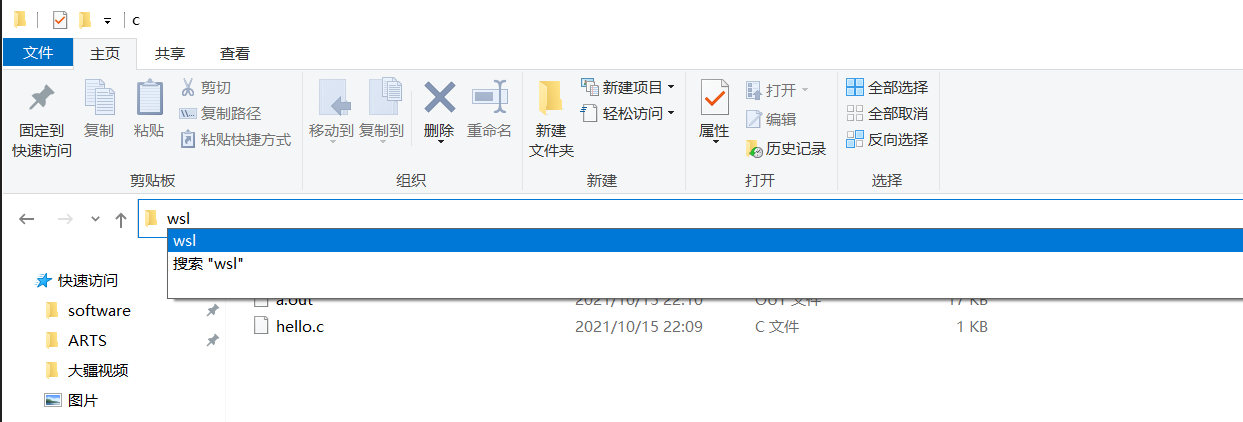 c
文件 主页 共享 查看
固定到
快速访问
复制
粘贴
剪切
复制路径
粘贴快捷方式
剪贴板
移动到
复制到
删除
重命名
组织
新建
文件夹
新建项目
轻松访问
新建
属性
打开
编辑
历史记录
打开
全部选择
全部取消
反向选择
选择
wsl
wsl
搜索 "wsl"
快速访问
software
ARTS
大疆视频
图片
a.out 2021/10/15 22:10 OUT 文件 17 KB
hello.c 2021/10/15 22:09 C 文件 1 KB